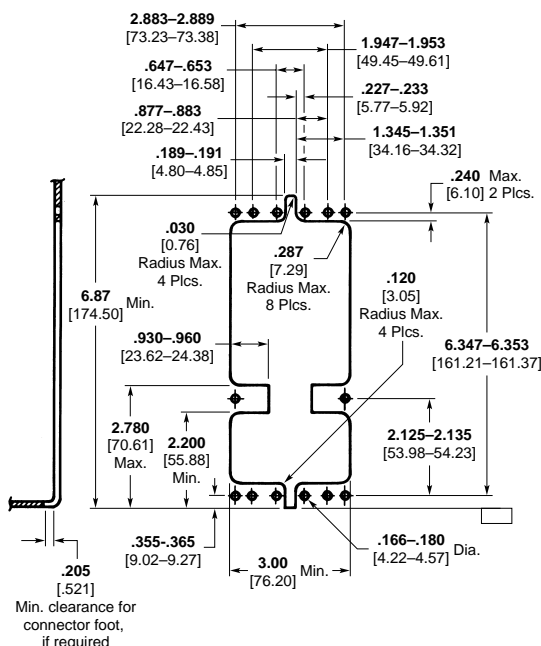 2.883–2.889
[73.23–73.38]
1.947–1.953
[49.45–49.61]
.647–.653
[16.43–16.58]
.227–.233
[5.77–5.92]
.877–.883
[22.28–22.43]
1.345–1.351
[34.16–34.32]
.189–.191
[4.80–4.85]
.240 Max.
[6.10] 2 Plcs.
.030
[0.76]
Radius Max.
4 Plcs.
.287
[7.29]
Radius Max.
8 Plcs.
.120
[3.05]
Radius Max.
4 Plcs.
6.87 Min.
[174.50]
6.347–6.353
[161.21–161.37]
.930–.960
[23.62–24.38]
2.780
[70.61]
Max.
2.200
[55.88]
Min.
2.125–2.135
[53.98–54.23]
.355-.365
[9.02–9.27]
3.00 Min.
[76.20]
.166–.180 Dia.
[4.22–4.57]
.205
[.521]
Min. clearance for
connector foot,
if required